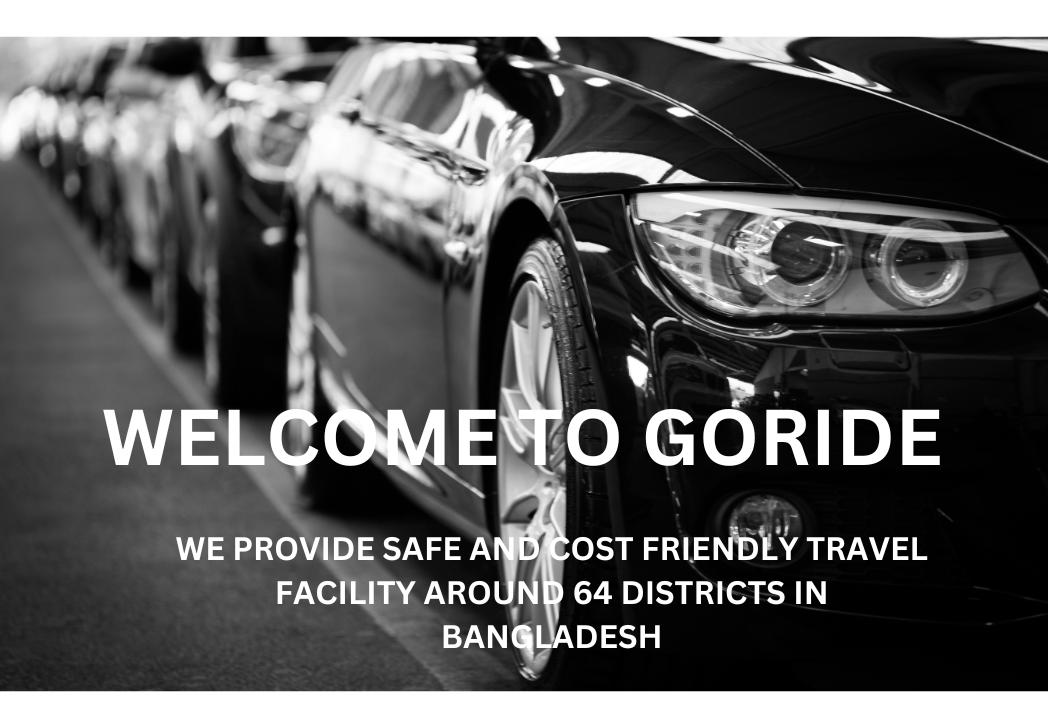 WELCOME TO GORIDE
WE PROVIDE SAFE AND COST FRIENDLY TRAVEL
FACILITY AROUND 64 DISTRICTS IN
BANGLADESH